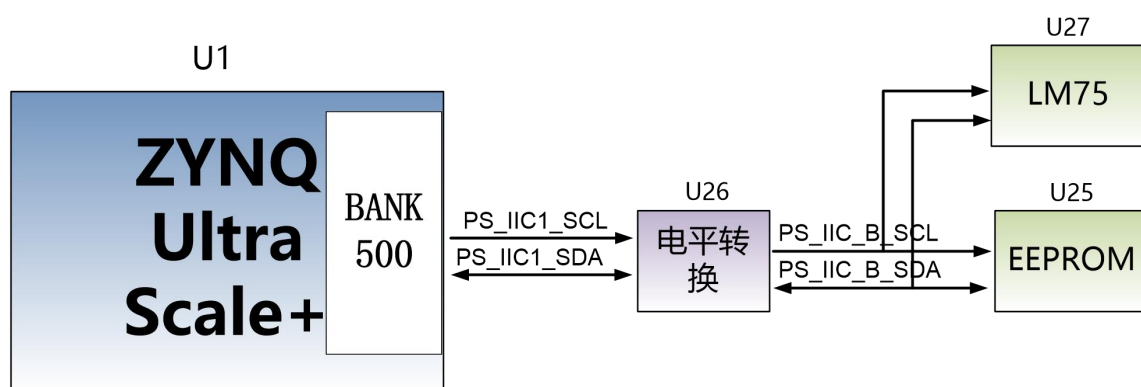 U1
ZYNQ
Ultra
Scale+
BANK
500
PS_IIC1_SCL
PS_IIC1_SDA
U26
电平转
换
PS_IIC_B_SCL
PS_IIC_B_SDA
U27
LM75
U25
EEPROM